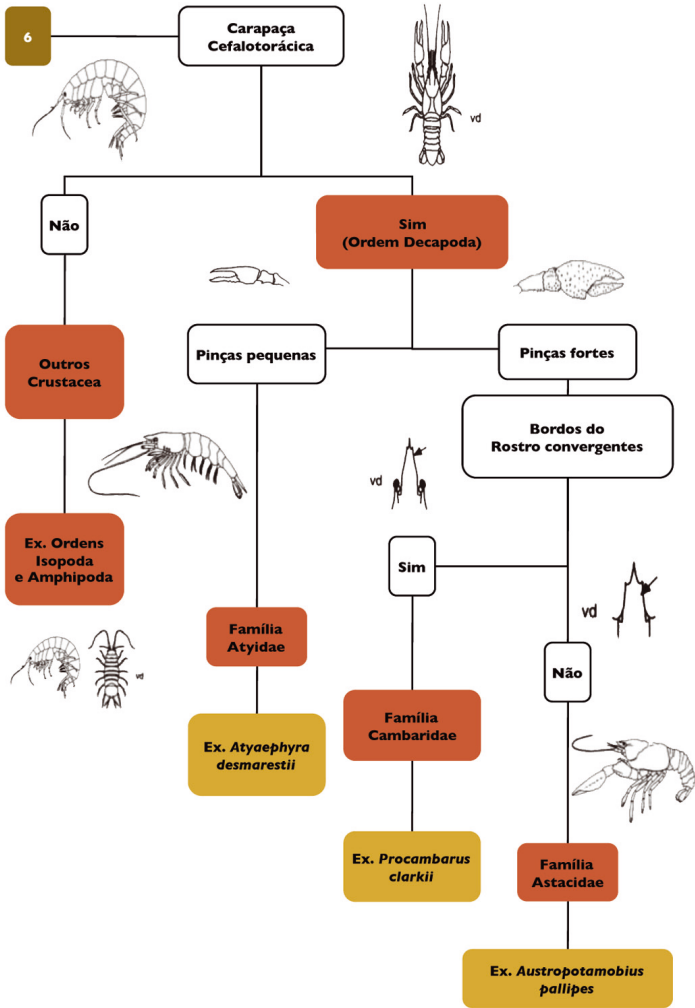 6
Carapaça
Cefalotorácica
vd
Não
Sim
(Ordem Decapoda)
Outros
Crustacea
Pinças pequenas
Pinças fortes
Bordos do
Rostro convergentes
vd
Ex. Ordens
Isopoda
e Amphipoda
Sim
vd
Família
Atyidae
Não
vd
Família
Cambaridae
Ex. Atyaephyra
desmarestii
Ex. Procambarus
clarkii
Família
Astacidae
Ex. Austropotamobius
pallipes